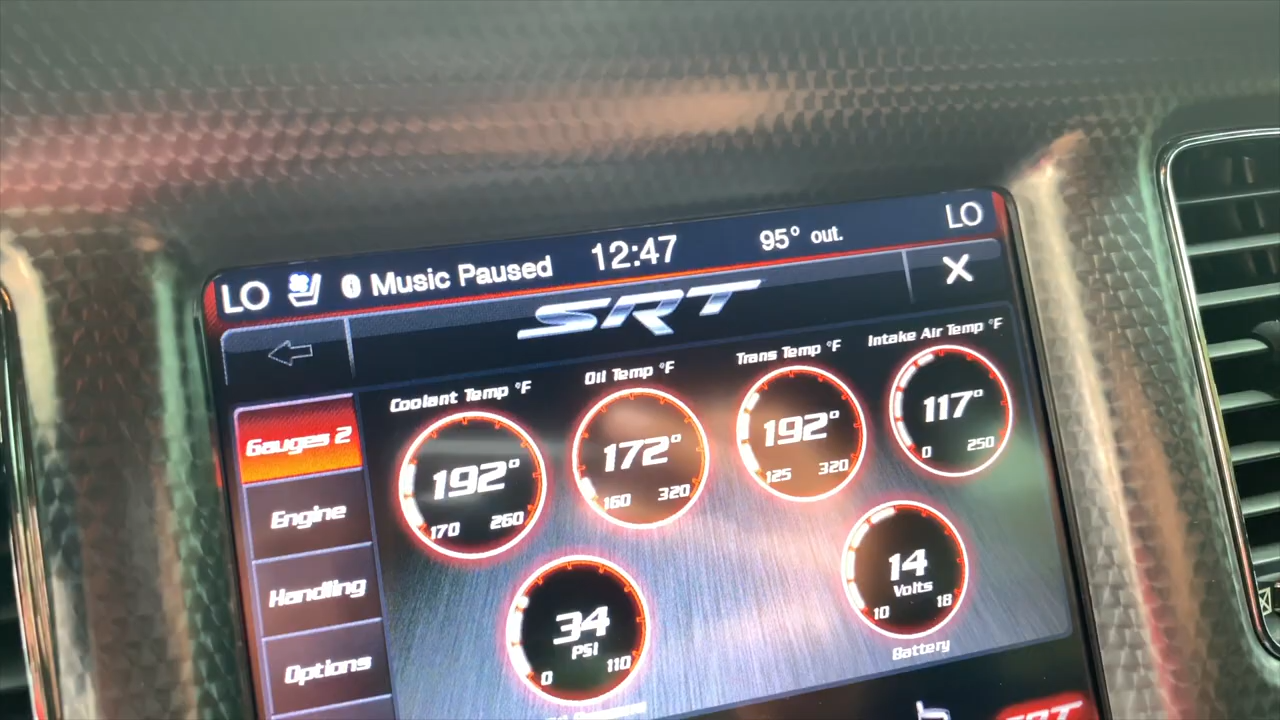 LO Music Paused 12:47 95° out. LO
SRT X
Coolant Temp °F Oil Temp °F Trans Temp °F Intake Air Temp °F
Gauges 2
192° 172° 192° 117°
170 260 160 320 125 320 0 250
Engine
Handling
34 14
PSI Volts
0 110 10 18
Options
Battery
SRT